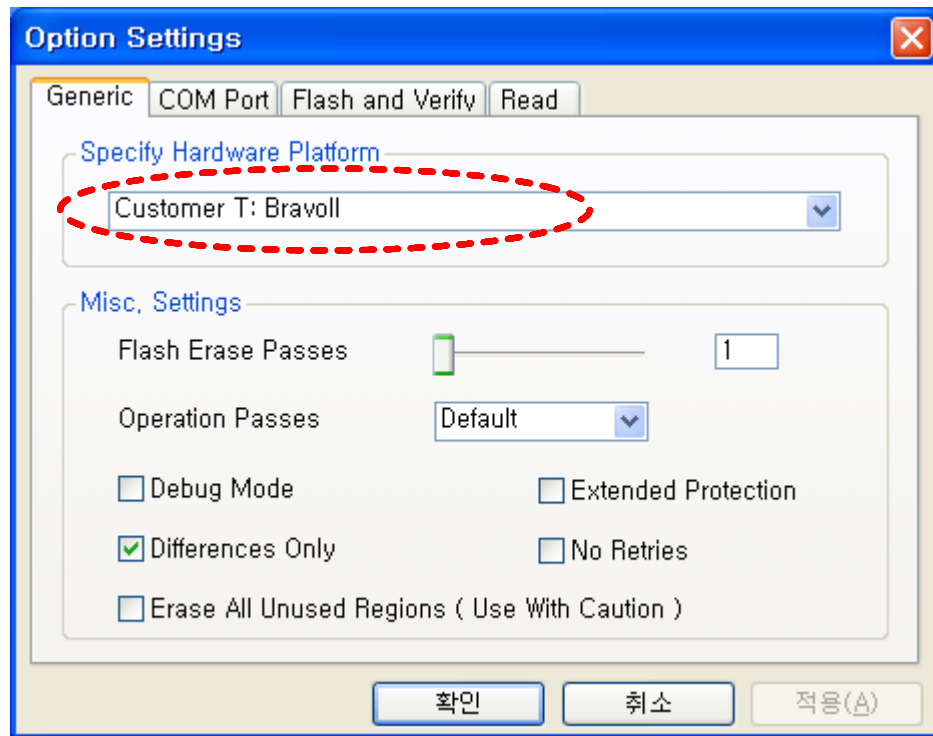 Option Settings
Generic COM Port Flash and Verify Read
Specify Hardware Platform
Customer T: Bravoll
Misc, Settings
Flash Erase Passes 1
Operation Passes Default
Debug Mode Extended Protection
Differences Only No Retries
Erase All Unused Regions ( Use With Caution )
확인 취소 적용(A)